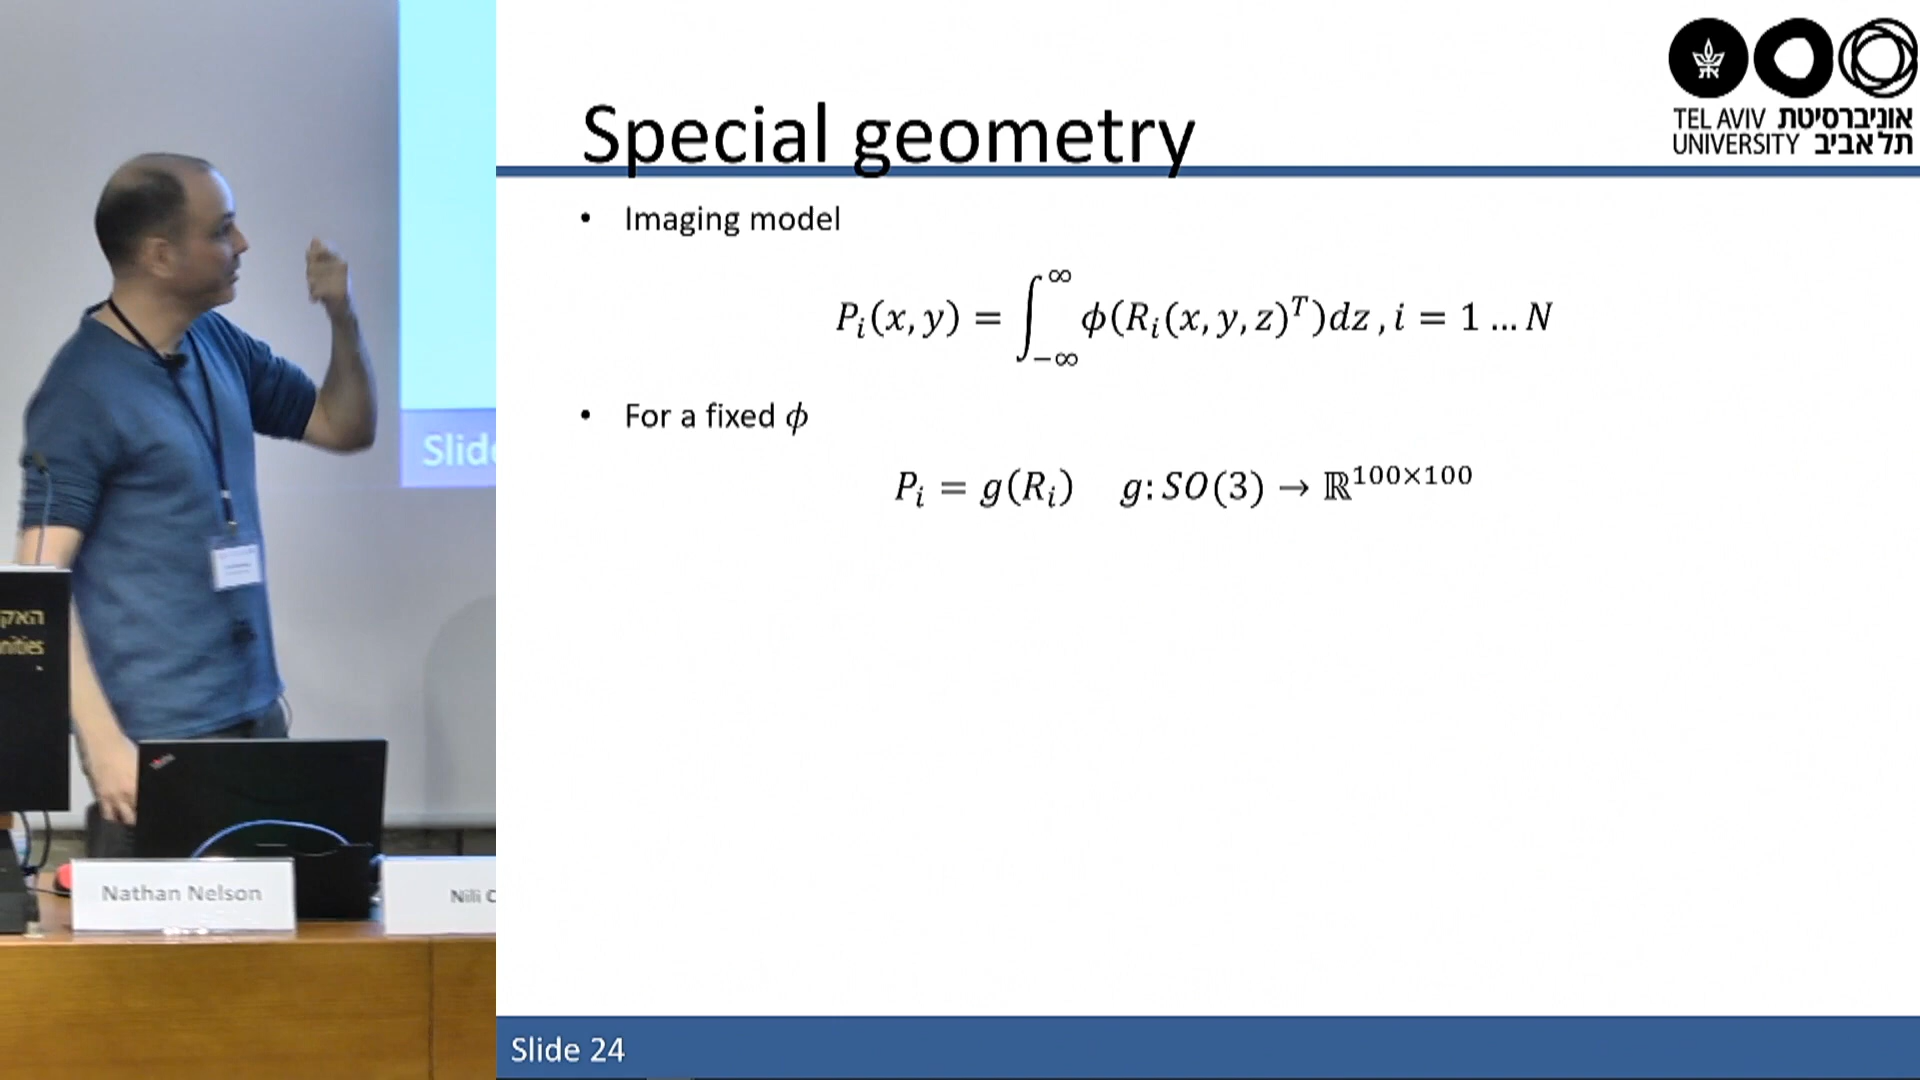 Special geometry
TEL AVIV אוניברסיטת
UNIVERSITY תל אביב
• Imaging model
P_i(x, y) = ∫_{-∞}^{∞} ϕ(R_i(x, y, z)^T)dz , i = 1 … N
• For a fixed ϕ
P_i = g(R_i) g: SO(3) → ℝ^{100×100}
Slide 24
Slide
האק
nities
Nathan Nelson
Nili C